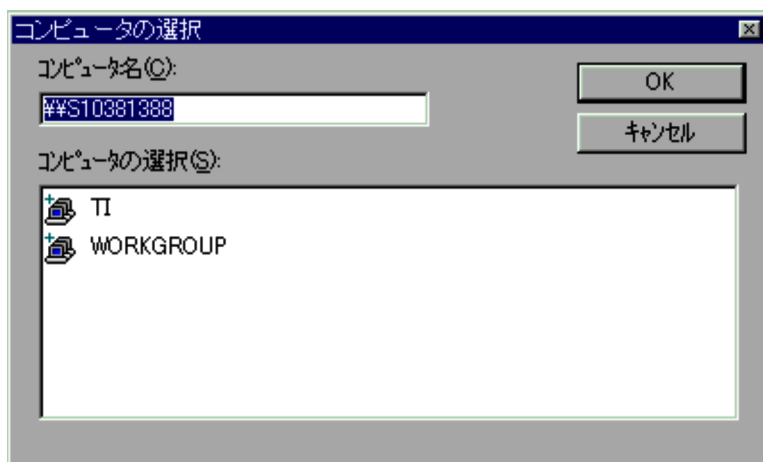 コンピュータの選択
コンピュータ名(C):
OK
¥¥S10381388
キャンセル
コンピュータの選択(S):
TI
WORKGROUP